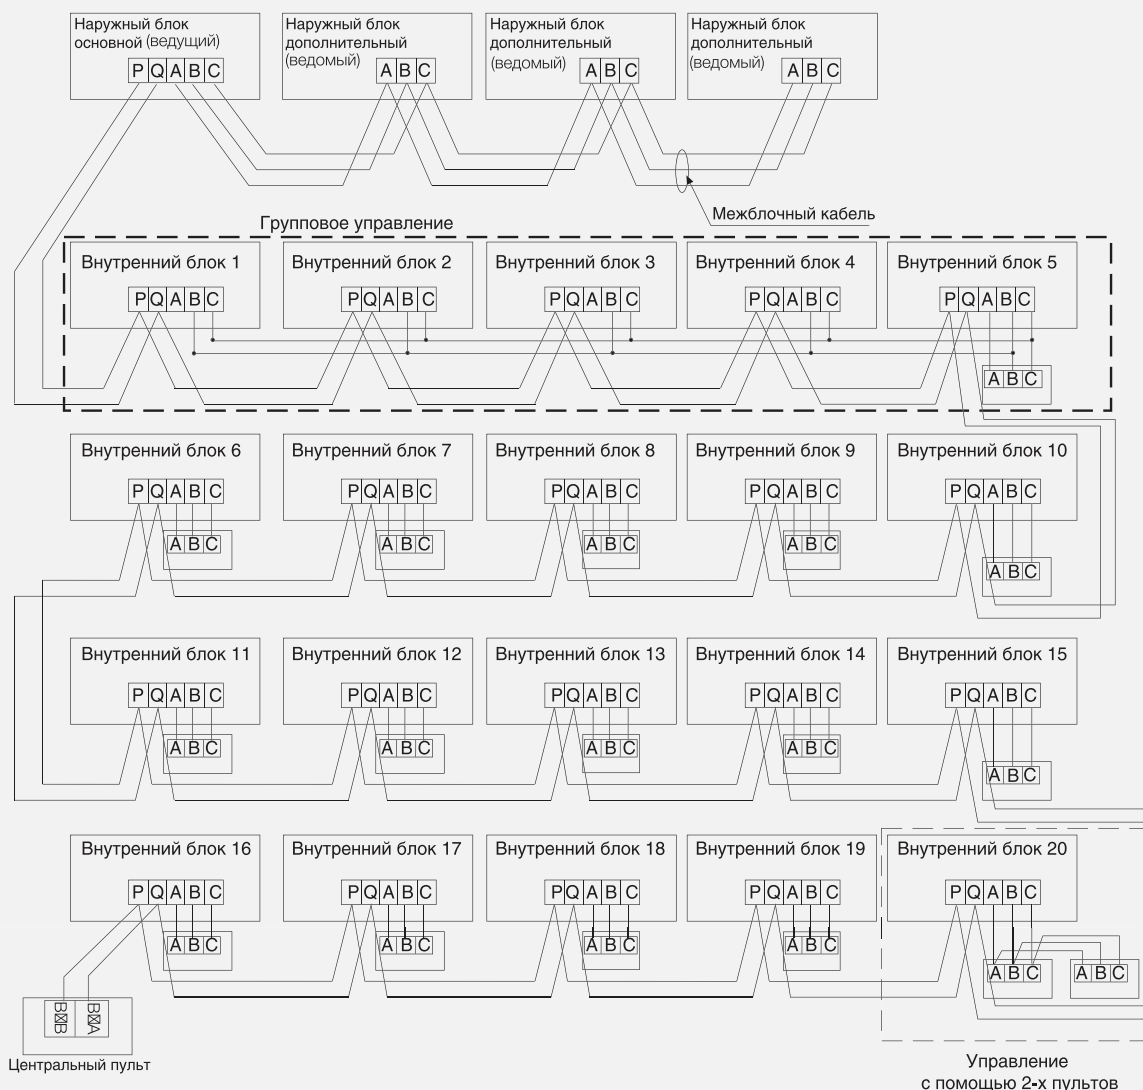 Наружный блок
основной (ведущий)
P Q A B C
Наружный блок
дополнительный
(ведомый)
A B C
Наружный блок
дополнительный
(ведомый)
A B C
Наружный блок
дополнительный
(ведомый)
A B C
Межблочный кабель
Групповое управление
Внутренний блок 1
P Q A B C
Внутренний блок 2
P Q A B C
Внутренний блок 3
P Q A B C
Внутренний блок 4
P Q A B C
Внутренний блок 5
P Q A B C
A B C
Внутренний блок 6
P Q A B C
A B C
Внутренний блок 7
P Q A B C
A B C
Внутренний блок 8
P Q A B C
A B C
Внутренний блок 9
P Q A B C
A B C
Внутренний блок 10
P Q A B C
A B C
Внутренний блок 11
P Q A B C
A B C
Внутренний блок 12
P Q A B C
A B C
Внутренний блок 13
P Q A B C
A B C
Внутренний блок 14
P Q A B C
A B C
Внутренний блок 15
P Q A B C
A B C
Внутренний блок 16
P Q A B C
A B C
Внутренний блок 17
P Q A B C
A B C
Внутренний блок 18
P Q A B C
A B C
Внутренний блок 19
P Q A B C
A B C
Внутренний блок 20
P Q A B C
A B C
A B C
Центральный пульт
Управление
с помощью 2-х пультов